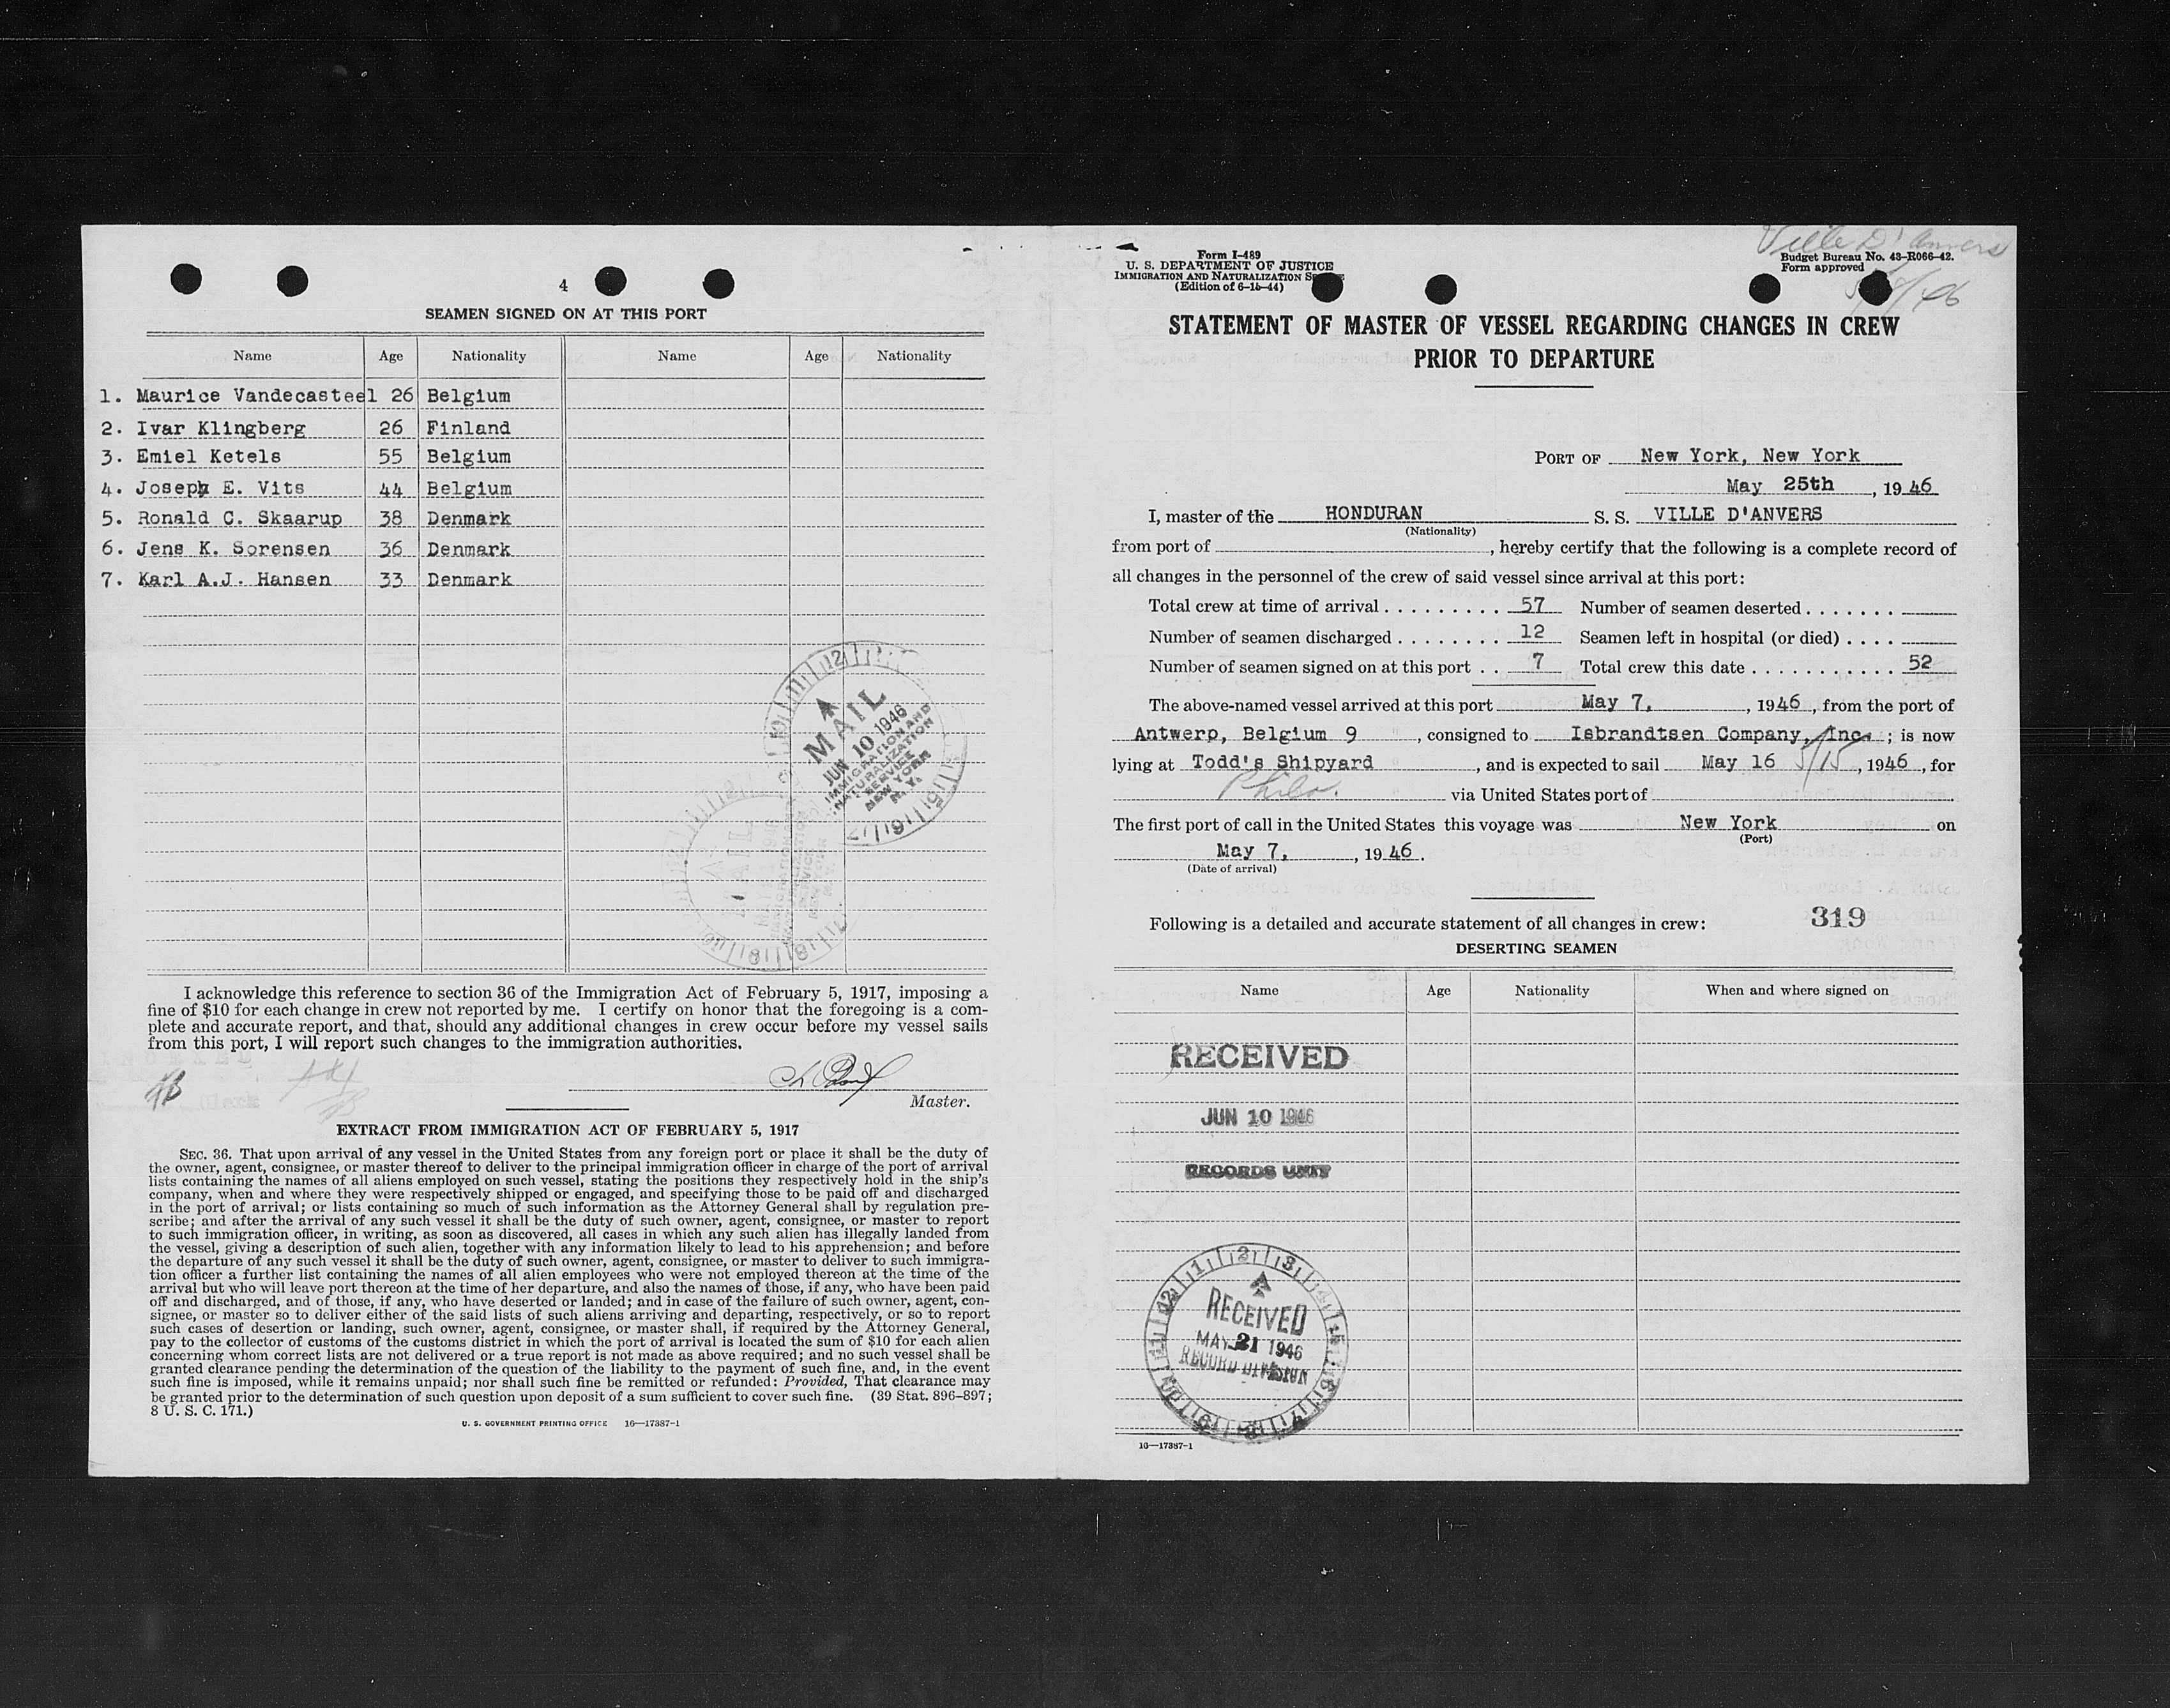 4
SEAMEN SIGNED ON AT THIS PORT
Name Age Nationality Name Age Nationality
1. Maurice Vandecasteel 26 Belgium
2. Ivar Klingberg 26 Finland
3. Emiel Ketels 55 Belgium
4. Joseph E. Vits 44 Belgium
5. Ronald C. Skaarup 38 Denmark
6. Jens K. Sorensen 36 Denmark
7. Karl A.J. Hansen 33 Denmark
MAIL
JUN 10 1946
IMMIGRATION AND
NATURALIZATION
SERVICE
NEW YORK
N. Y.
I acknowledge this reference to section 36 of the Immigration Act of February 5, 1917, imposing a
fine of $10 for each change in crew not reported by me. I certify on honor that the foregoing is a com-
plete and accurate report, and that, should any additional changes in crew occur before my vessel sails
from this port, I will report such changes to the immigration authorities.
Master.
EXTRACT FROM IMMIGRATION ACT OF FEBRUARY 5, 1917
SEC. 36. That upon arrival of any vessel in the United States from any foreign port or place it shall be the duty of
the owner, agent, consignee, or master thereof to deliver to the principal immigration officer in charge of the port of arrival
lists containing the names of all aliens employed on such vessel, stating the positions they respectively hold in the ship's
company, when and where they were respectively shipped or engaged, and specifying those to be paid off and discharged
in the port of arrival; or lists containing so much of such information as the Attorney General shall by regulation pre-
scribe; and after the arrival of any such vessel it shall be the duty of such owner, agent, consignee, or master to report
to such immigration officer, in writing, as soon as discovered, all cases in which any such alien has illegally landed from
the vessel, giving a description of such alien, together with any information likely to lead to his apprehension; and before
the departure of any such vessel it shall be the duty of such owner, agent, consignee, or master to deliver to such immigra-
tion officer a further list containing the names of all alien employees who were not employed thereon at the time of the
arrival but who will leave port thereon at the time of her departure, and also the names of those, if any, who have been paid
off and discharged, and of those, if any, who have deserted or landed; and in case of the failure of such owner, agent, con-
signee, or master so to deliver either of the said lists of such aliens arriving and departing, respectively, or so to report
such cases of desertion or landing, such owner, agent, consignee, or master shall, if required by the Attorney General,
pay to the collector of customs of the customs district in which the port of arrival is located the sum of $10 for each alien
concerning whom correct lists are not delivered or a true report is not made as above required; and no such vessel shall be
granted clearance pending the determination of the question of the liability to the payment of such fine, and, in the event
such fine is imposed, while it remains unpaid; nor shall such fine be remitted or refunded: Provided, That clearance may
be granted prior to the determination of such question upon deposit of a sum sufficient to cover such fine. (39 Stat. 896-897;
8 U. S. C. 171.)
U. S. GOVERNMENT PRINTING OFFICE 16—17387-1
Ville D'Anvers
Form I-489
U. S. DEPARTMENT OF JUSTICE
IMMIGRATION AND NATURALIZATION
(Edition of 6-15-44)
Budget Bureau No. 43-R066-42.
Form approved
STATEMENT OF MASTER OF VESSEL REGARDING CHANGES IN CREW
PRIOR TO DEPARTURE
PORT OF New York, New York
May 25th, 1946
I, master of the HONDURAN S. S. VILLE D'ANVERS
(Nationality)
from port of , hereby certify that the following is a complete record of
all changes in the personnel of the crew of said vessel since arrival at this port:
Total crew at time of arrival . . . . . . . . . 57 Number of seamen deserted . . . . . . .
Number of seamen discharged . . . . . . . . 12 Seamen left in hospital (or died) . . . .
Number of seamen signed on at this port . . 7 Total crew this date . . . . . . . . . . . 52
The above-named vessel arrived at this port May 7, , 1946, from the port of
Antwerp, Belgium 9 , consigned to Isbrandtsen Company, Inc. ; is now
lying at Todd's Shipyard , and is expected to sail May 16 5/15, 1946, for
Phila. via United States port of
The first port of call in the United States this voyage was New York on
(Port)
May 7, , 1946.
(Date of arrival)
Following is a detailed and accurate statement of all changes in crew: 319
DESERTING SEAMEN
Name Age Nationality When and where signed on
RECEIVED
JUN 10 1946
RECORDS UNIT
RECEIVED
MAY 21 1946
RECORD DIVISION
16—17387-1